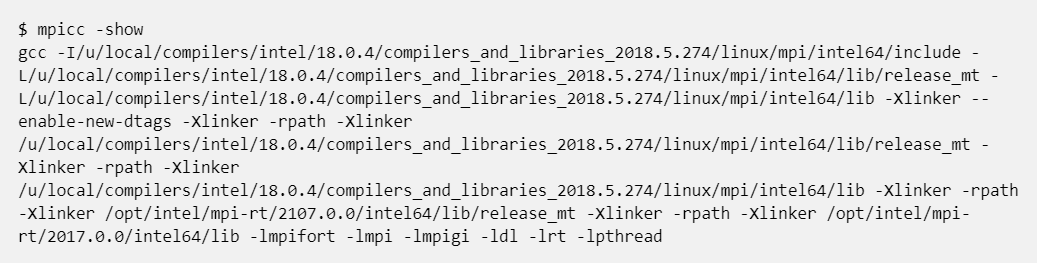 $ mpicc -show
gcc -I/u/local/compilers/intel/18.0.4/compilers_and_libraries_2018.5.274/linux/mpi/intel64/include -
L/u/local/compilers/intel/18.0.4/compilers_and_libraries_2018.5.274/linux/mpi/intel64/lib/release_mt -
L/u/local/compilers/intel/18.0.4/compilers_and_libraries_2018.5.274/linux/mpi/intel64/lib -Xlinker --
enable-new-dtags -Xlinker -rpath -Xlinker
/u/local/compilers/intel/18.0.4/compilers_and_libraries_2018.5.274/linux/mpi/intel64/lib/release_mt -
Xlinker -rpath -Xlinker
/u/local/compilers/intel/18.0.4/compilers_and_libraries_2018.5.274/linux/mpi/intel64/lib -Xlinker -rpath
-Xlinker /opt/intel/mpi-rt/2107.0.0/intel64/lib/release_mt -Xlinker -rpath -Xlinker /opt/intel/mpi-
rt/2017.0.0/intel64/lib -lmpifort -lmpi -lmpigi -ldl -lrt -lpthread